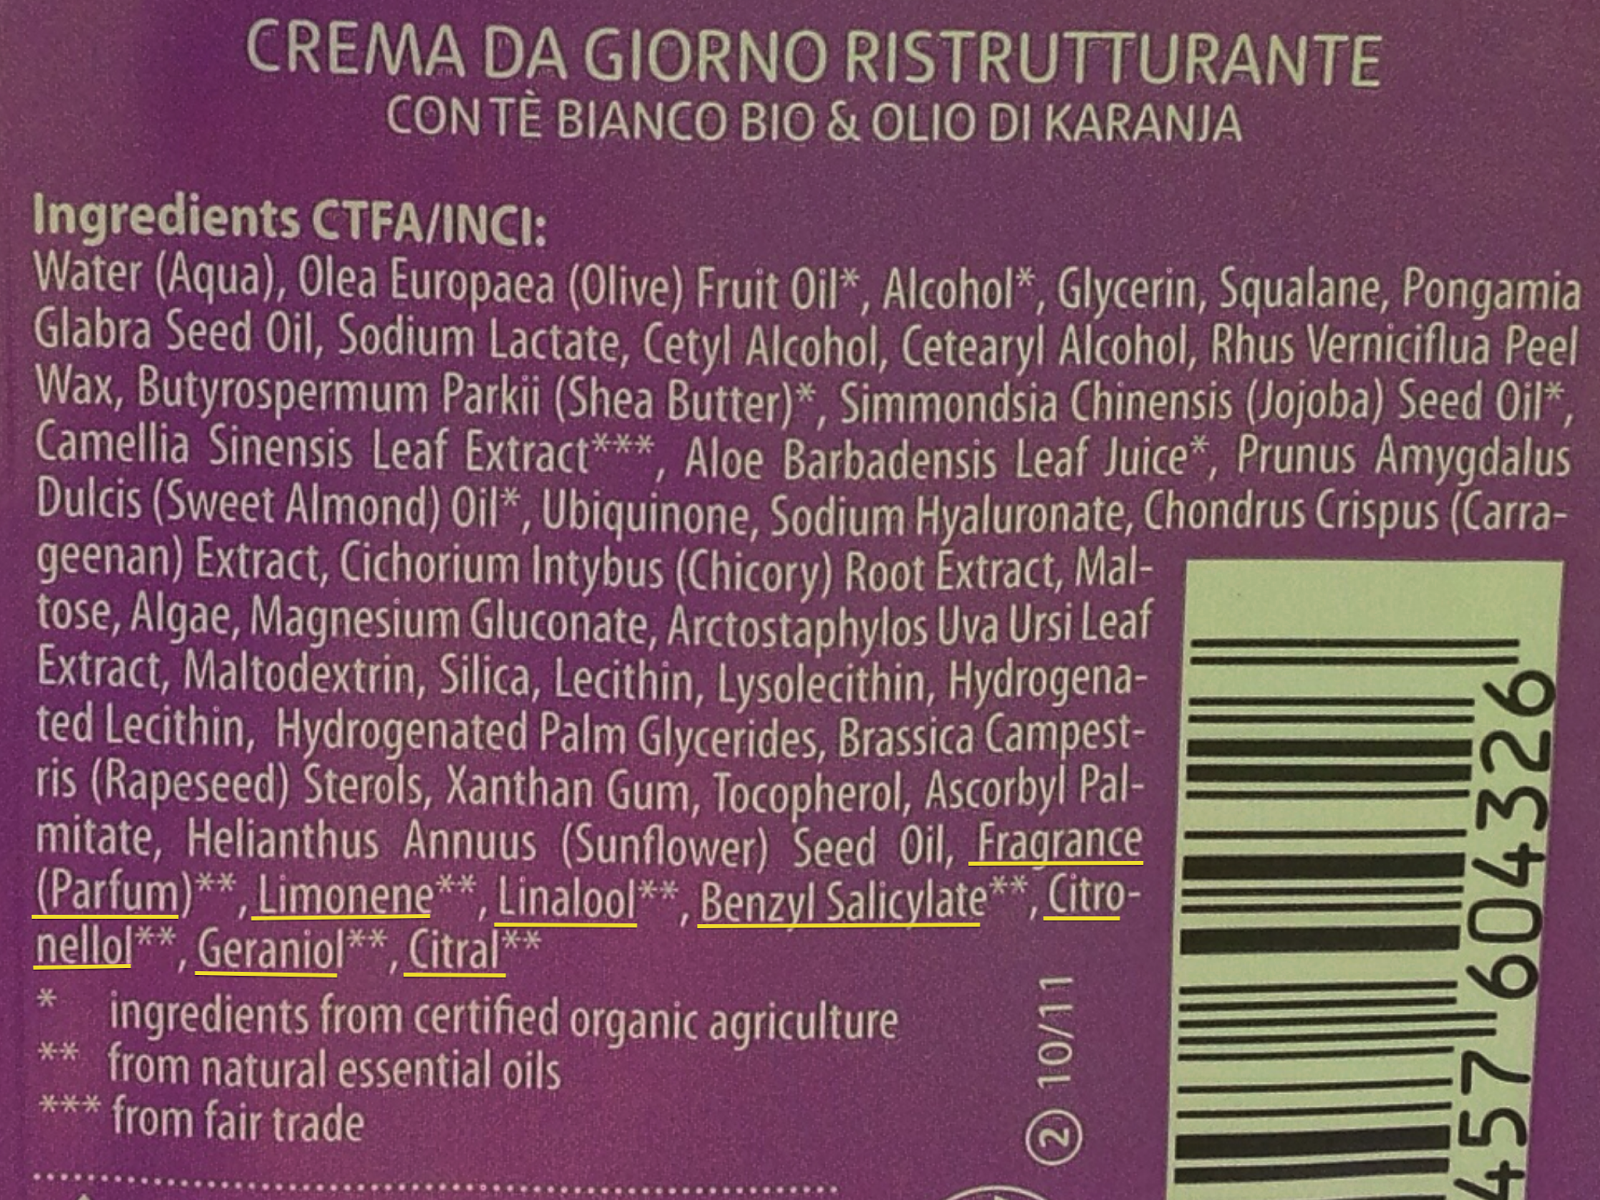 CREMA DA GIORNO RISTRUTTURANTE
CON TÈ BIANCO BIO & OLIO DI KARANJA
Ingredients CTFA/INCI:
Water (Aqua), Olea Europaea (Olive) Fruit Oil*, Alcohol*, Glycerin, Squalane, Pongamia
Glabra Seed Oil, Sodium Lactate, Cetyl Alcohol, Cetearyl Alcohol, Rhus Verniciflua Peel
Wax, Butyrospermum Parkii (Shea Butter)*, Simmondsia Chinensis (Jojoba) Seed Oil*,
Camellia Sinensis Leaf Extract***, Aloe Barbadensis Leaf Juice*, Prunus Amygdalus
Dulcis (Sweet Almond) Oil*, Ubiquinone, Sodium Hyaluronate, Chondrus Crispus (Carra-
geenan) Extract, Cichorium Intybus (Chicory) Root Extract, Mal-
tose, Algae, Magnesium Gluconate, Arctostaphylos Uva Ursi Leaf
Extract, Maltodextrin, Silica, Lecithin, Lysolecithin, Hydrogena-
ted Lecithin, Hydrogenated Palm Glycerides, Brassica Campest-
ris (Rapeseed) Sterols, Xanthan Gum, Tocopherol, Ascorbyl Pal-
mitate, Helianthus Annuus (Sunflower) Seed Oil, Fragrance
(Parfum)**, Limonene**, Linalool**, Benzyl Salicylate**, Citro-
nellol**, Geraniol**, Citral**
* ingredients from certified organic agriculture
** from natural essential oils
*** from fair trade
2 10/11
457 604326